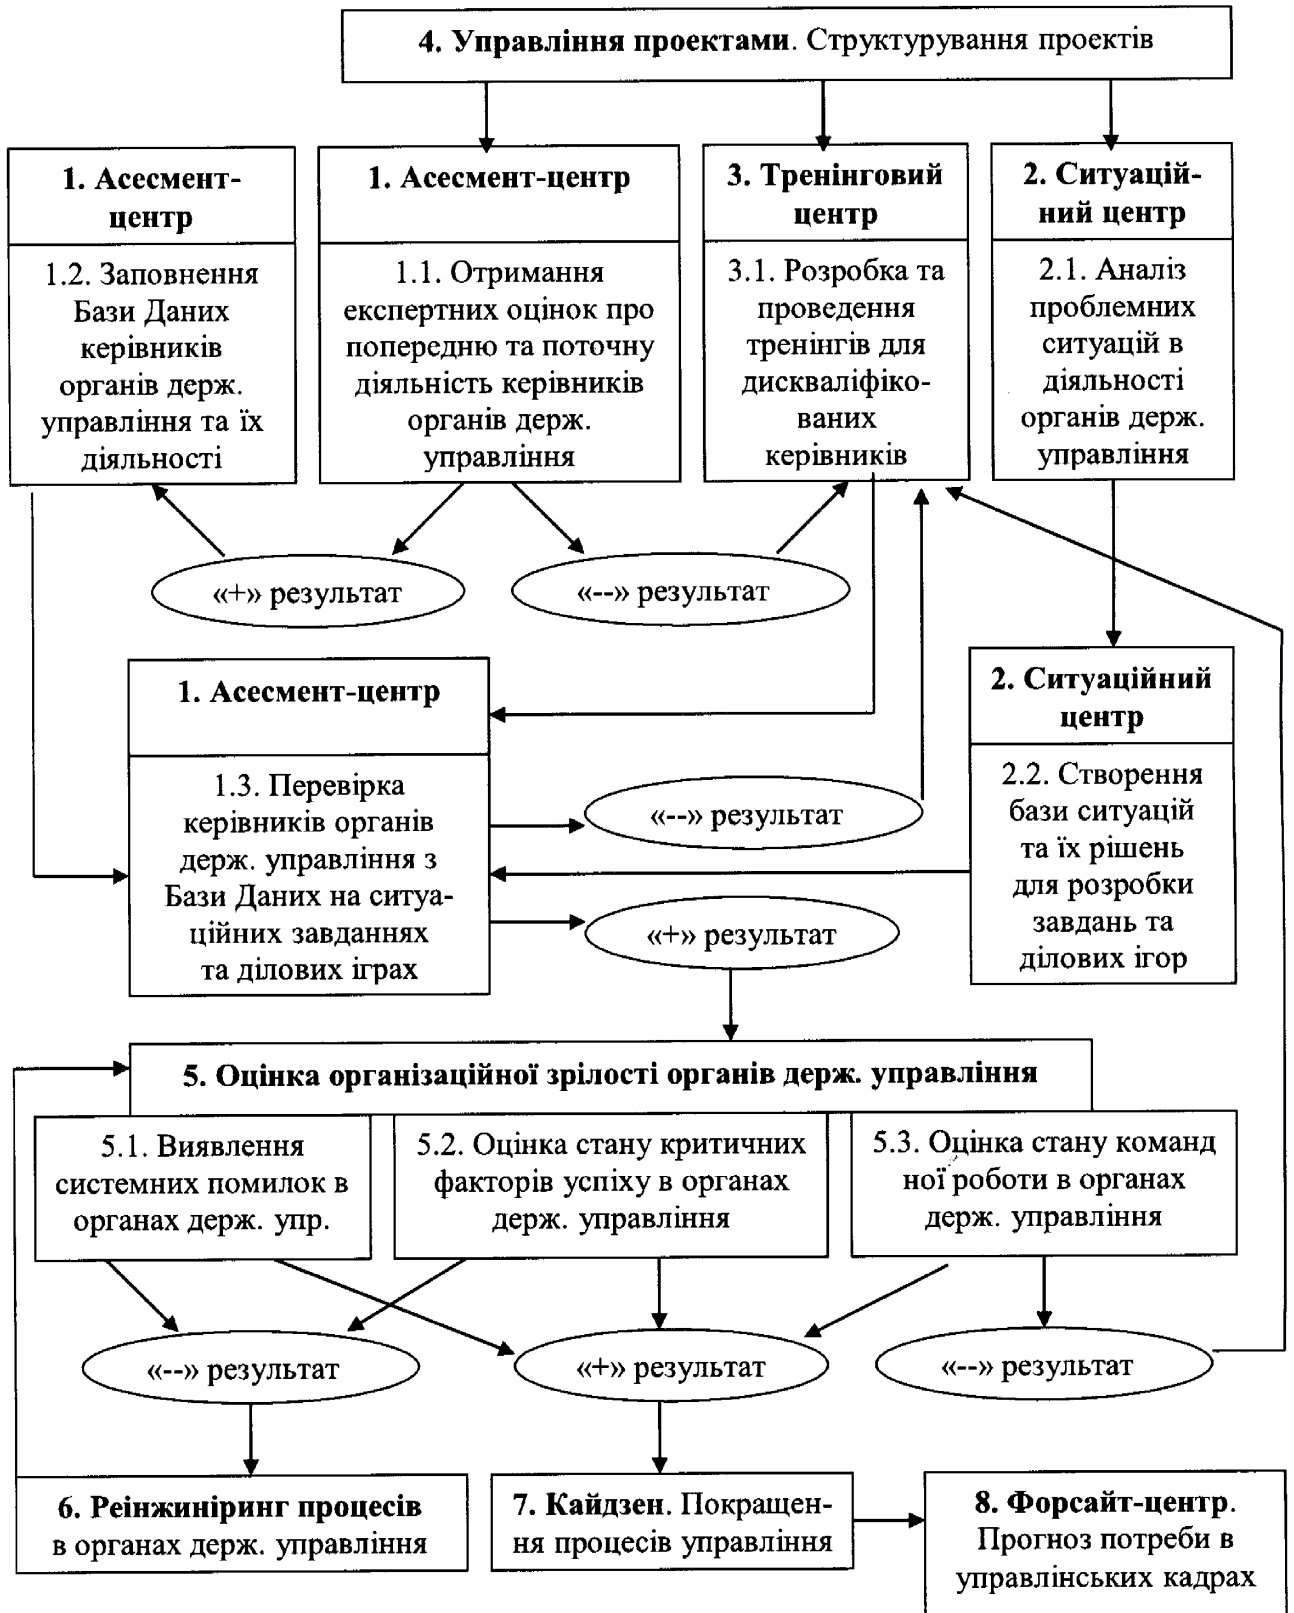 4. Управління проектами. Структурування проектів
1. Асесмент-
центр
1.2. Заповнення
Бази Даних
керівників
органів держ.
управління та їх
діяльності
1. Асесмент-центр
1.1. Отримання
експертних оцінок про
попередню та поточну
діяльність керівників
органів держ.
управління
3. Тренінговий
центр
3.1. Розробка та
проведення
тренінгів для
дискваліфіко-
ваних
керівників
2. Ситуацій-
ний центр
2.1. Аналіз
проблемних
ситуацій в
діяльності
органів держ.
управління
«+» результат
«--» результат
1. Асесмент-центр
1.3. Перевірка
керівників органів
держ. управління з
Бази Даних на ситуа-
ційних завданнях
та ділових іграх
«--» результат
«+» результат
2. Ситуаційний
центр
2.2. Створення
бази ситуацій
та їх рішень
для розробки
завдань та
ділових ігор
5. Оцінка організаційної зрілості органів держ. управління
5.1. Виявлення
системних помилок в
органах держ. упр.
5.2. Оцінка стану критичних
факторів успіху в органах
держ. управління
5.3. Оцінка стану команд
ної роботи в органах
держ. управління
«--» результат
«+» результат
«--» результат
6. Реінжиніринг процесів
в органах держ. управління
7. Кайдзен. Покращен-
ня процесів управління
8. Форсайт-центр.
Прогноз потреби в
управлінських кадрах